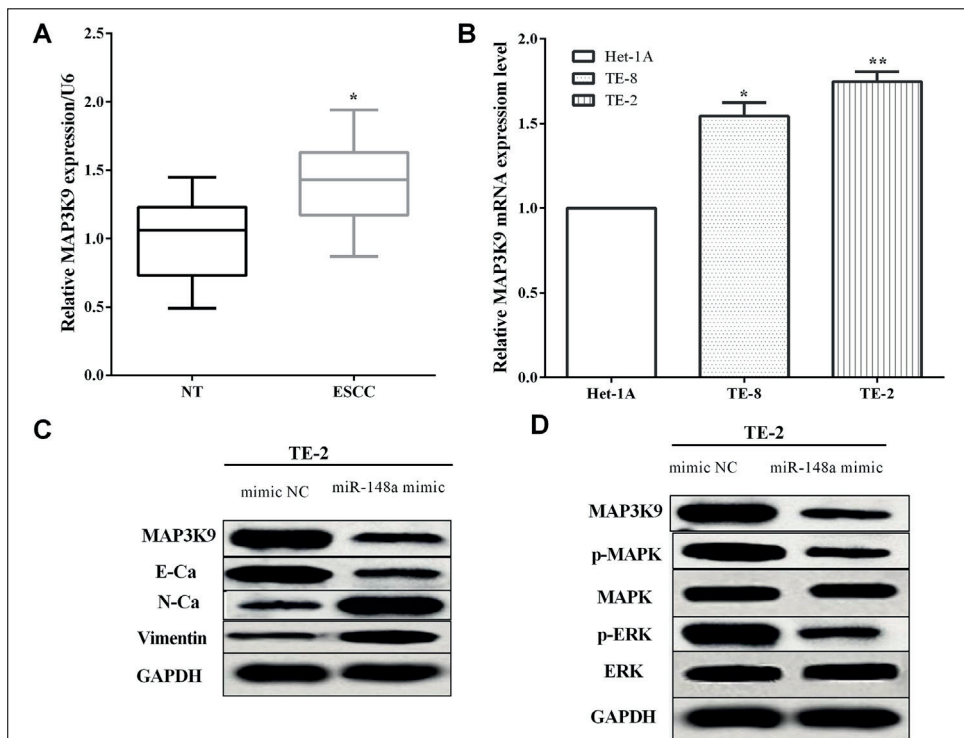 A
Relative MAP3K9 expression/U6
2.5
2.0
1.5
1.0
0.5
0.0
*
NT
ESCC
B
Relative MAP3K9 mRNA expressiom level
2.0
1.5
1.0
0.5
0.0
Het-1A
TE-8
TE-2
*
**
Het-1A
TE-8
TE-2
C
TE-2
mimic NC
miR-148a mimic
MAP3K9
E-Ca
N-Ca
Vimentin
GAPDH
D
TE-2
mimic NC
miR-148a mimic
MAP3K9
p-MAPK
MAPK
p-ERK
ERK
GAPDH